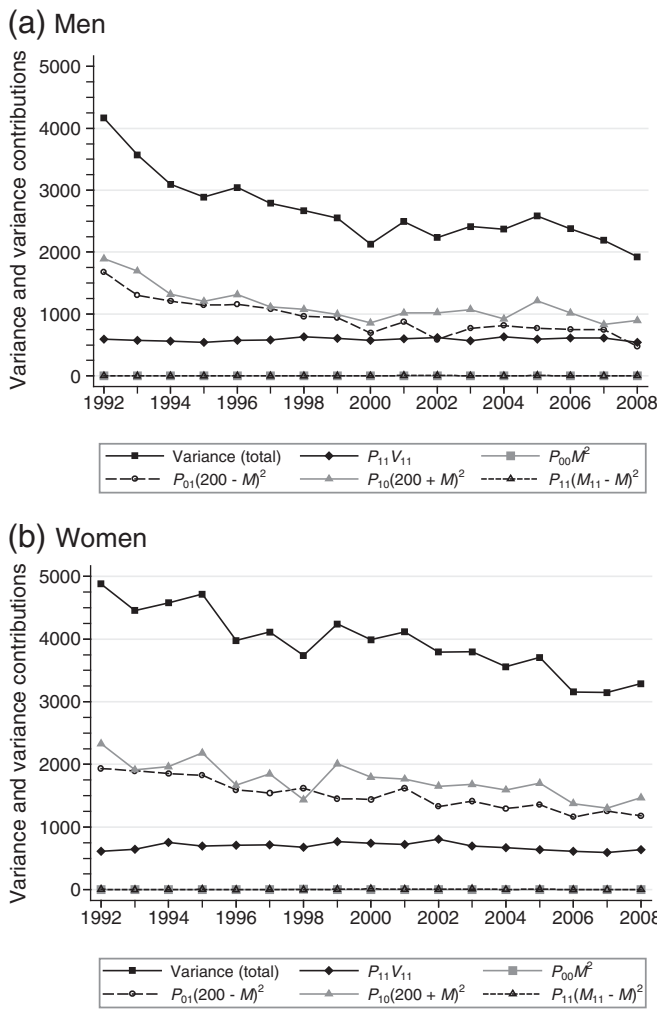 (a) Men
Variance and variance contributions
5000
4000
3000
2000
1000
0
1992 1994 1996 1998 2000 2002 2004 2006 2008
Variance (total) P₁₁V₁₁ P₀₀M²
P₀₁(200 - M)² P₁₀(200 + M)² P₁₁(M₁₁ - M)²
(b) Women
Variance and variance contributions
5000
4000
3000
2000
1000
0
1992 1994 1996 1998 2000 2002 2004 2006 2008
Variance (total) P₁₁V₁₁ P₀₀M²
P₀₁(200 - M)² P₁₀(200 + M)² P₁₁(M₁₁ - M)²